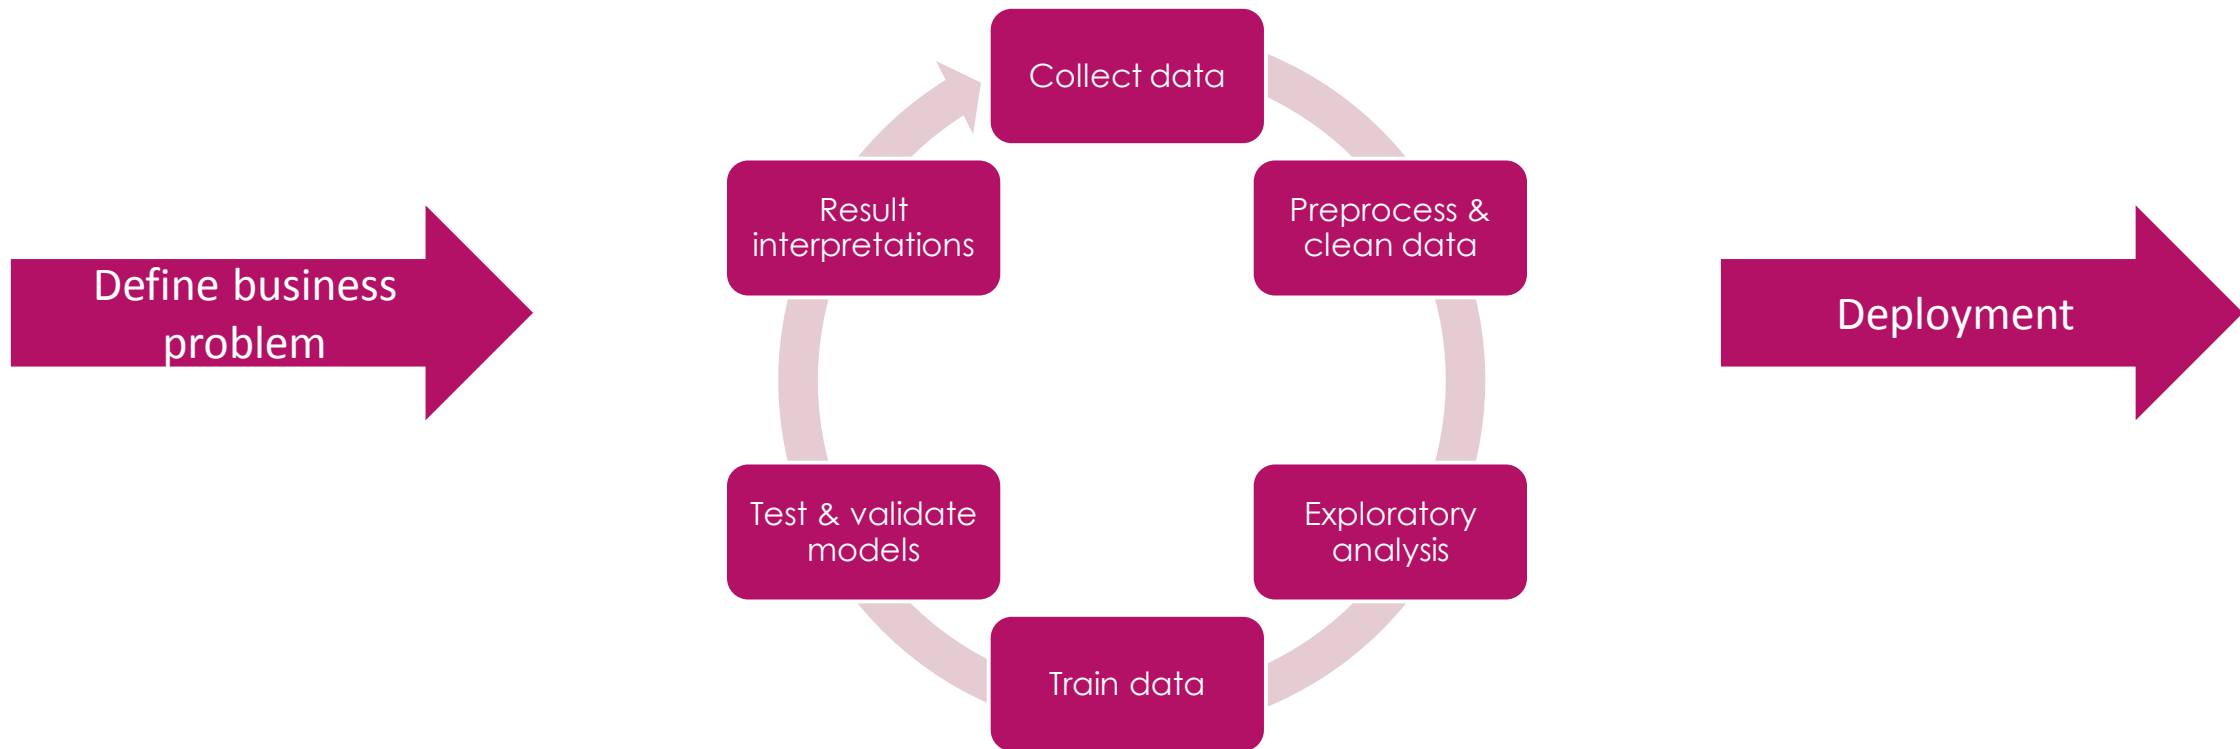 Define business
problem
Collect data
Preprocess &
clean data
Exploratory
analysis
Train data
Test & validate
models
Result
interpretations
Deployment